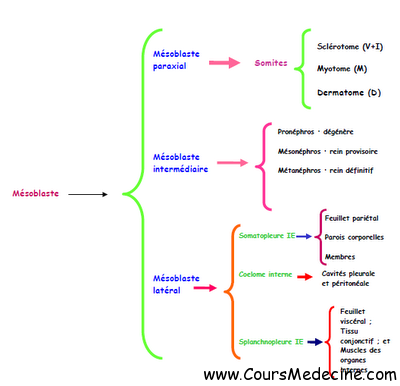 Mésoblaste
Mésoblaste
paraxial
Somites
Sclérotome (V+I)
Myotome (M)
Dermatome (D)
Mésoblaste
intermédiaire
Pronéphros • dégénère
Mésonéphros • rein provisoire
Métanéphros • rein définitif
Mésoblaste
latéral
Somatopleure IE
Feuillet pariétal
Parois corporelles
Membres
Coelome interne
Cavités pleurale
et péritonéale
Splanchnopleure IE
Feuillet
viscéral ;
Tissu
conjonctif ; et
Muscles des
organes
Internes
www.CoursMedecine.com